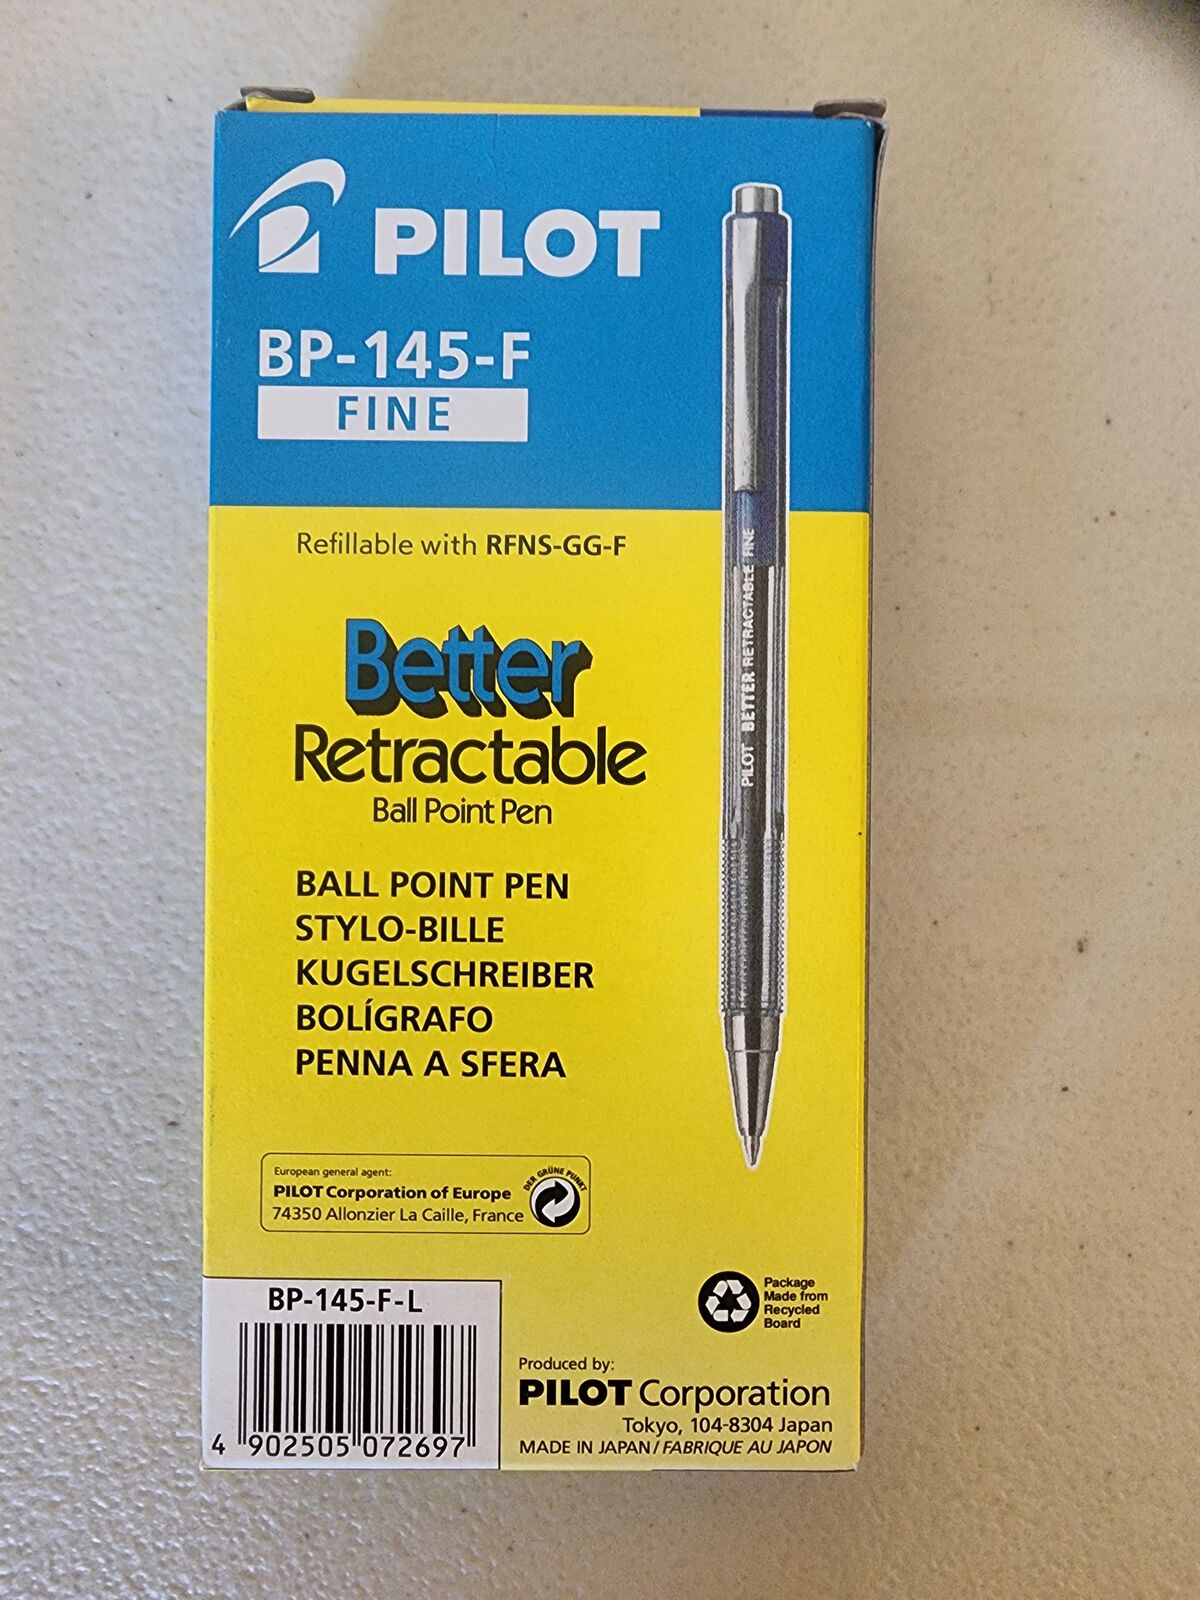 PILOT
BP-145-F
FINE
Refillable with RFNS-GG-F
Better
Retractable
Ball Point Pen
PILOT BETTER RETRACTABLE FINE
BALL POINT PEN
STYLO-BILLE
KUGELSCHREIBER
BOLÍGRAFO
PENNA A SFERA
European general agent:
PILOT Corporation of Europe
74350 Allonzier La Caille, France
DER GRÜNE PUNKT
Package
Made from
Recycled
Board
BP-145-F-L
4 902505 072697
Produced by:
PILOT Corporation
Tokyo, 104-8304 Japan
MADE IN JAPAN / FABRIQUE AU JAPON